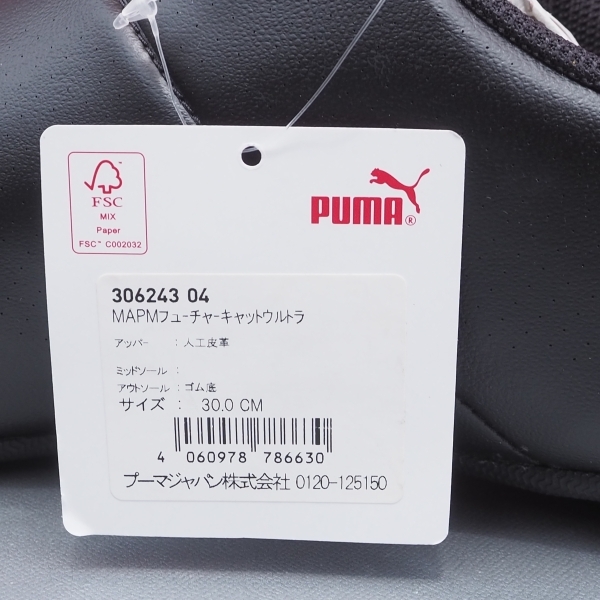 FSC
MIX
Paper
FSC™ C002032
PUMA®
306243 04
MAPMフューチャーキャットウルトラ
アッパー : 人工皮革
ミッドソール :
アウトソール : ゴム底
サイズ : 30.0 CM
4 060978 786630
プーマジャパン株式会社 0120-125150